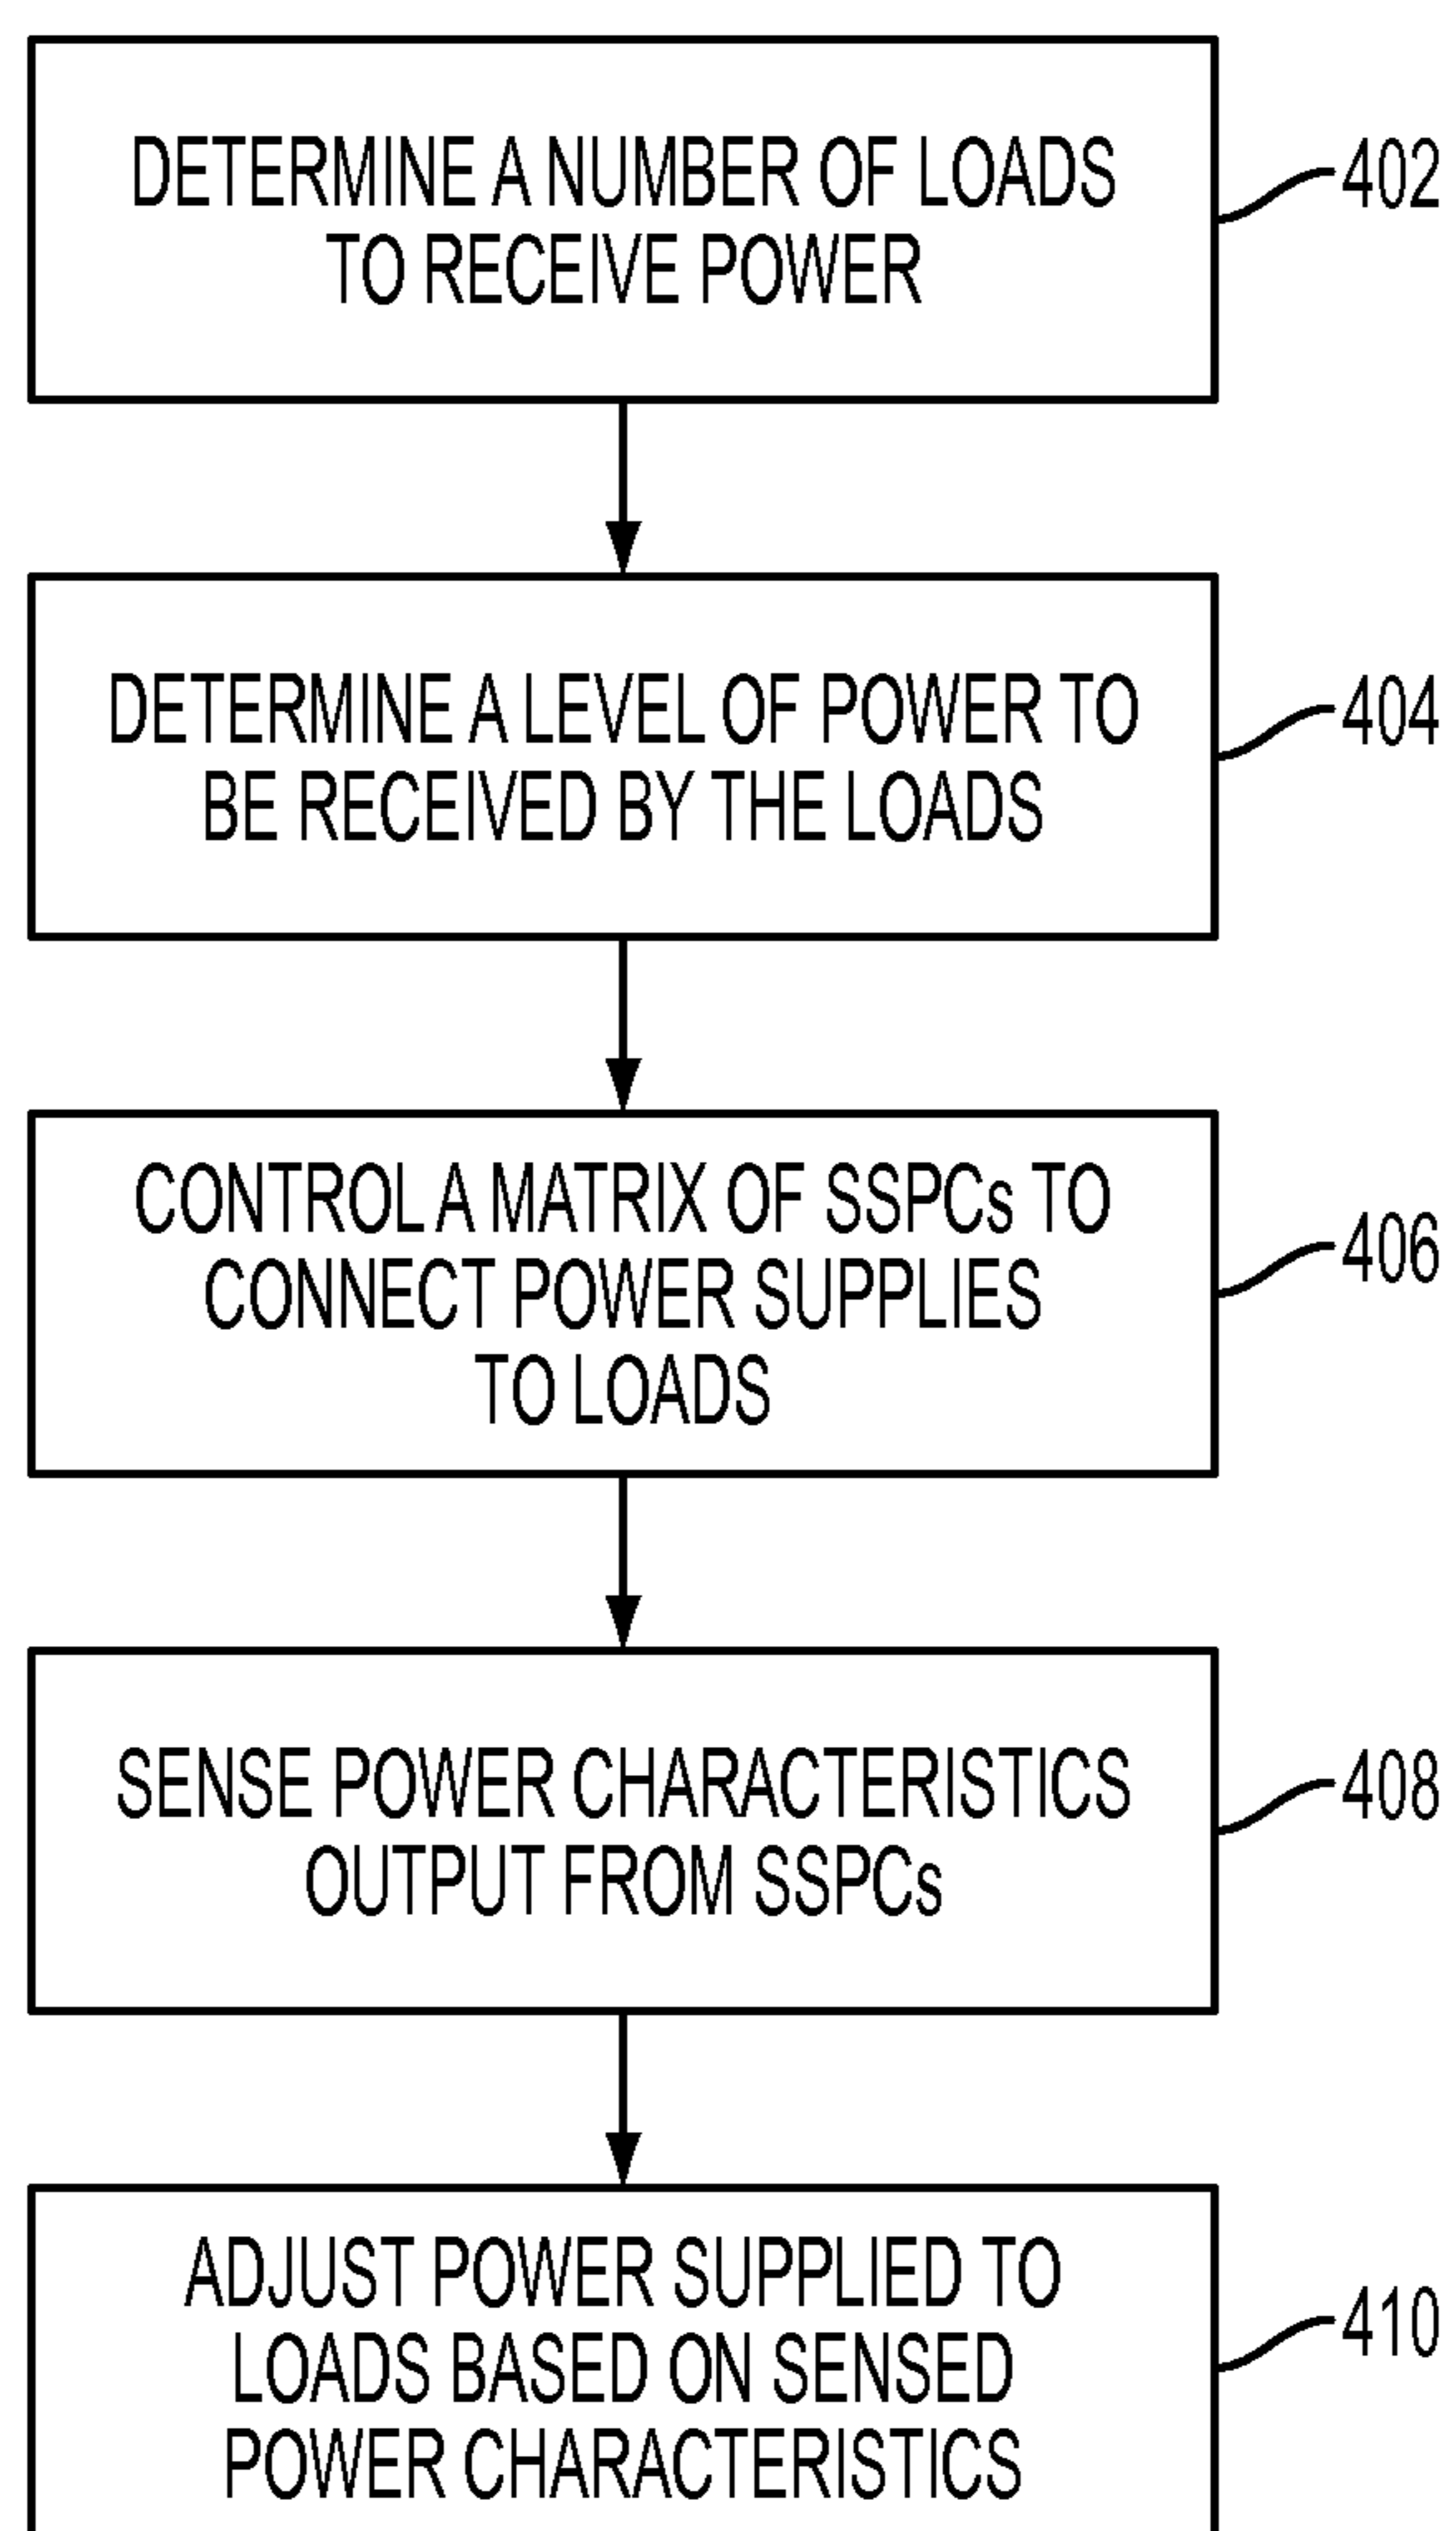 DETERMINE A NUMBER OF LOADS
TO RECEIVE POWER
402
DETERMINE A LEVEL OF POWER TO
BE RECEIVED BY THE LOADS
404
CONTROL A MATRIX OF SSPCs TO
CONNECT POWER SUPPLIES
TO LOADS
406
SENSE POWER CHARACTERISTICS
OUTPUT FROM SSPCs
408
ADJUST POWER SUPPLIED TO
LOADS BASED ON SENSED
POWER CHARACTERISTICS
410